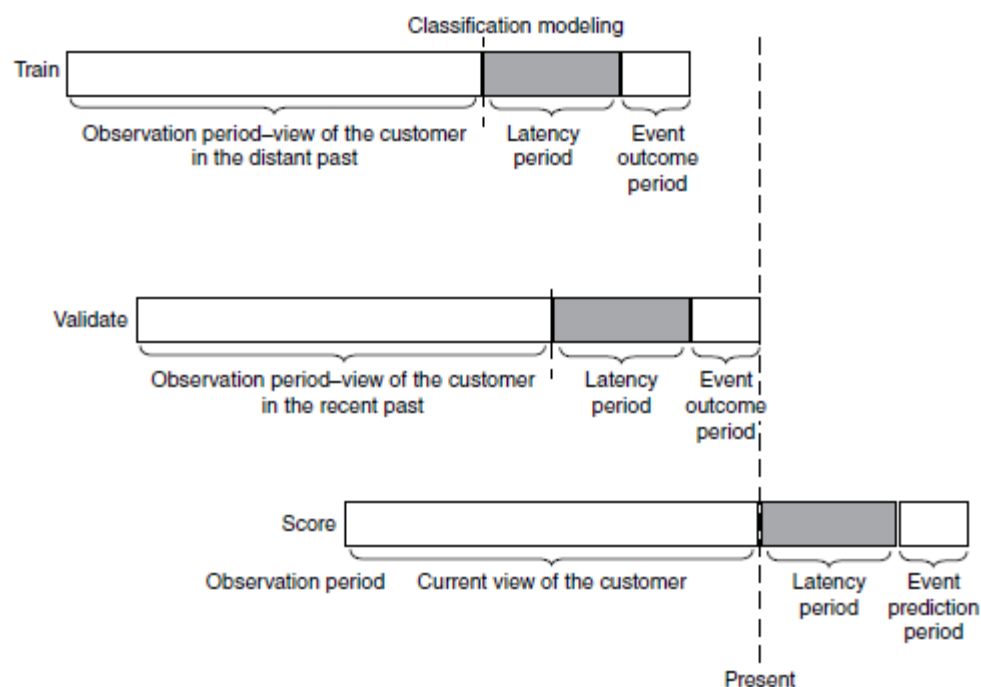 Classification modeling
Train
Observation period–view of the customer
in the distant past
Latency
period
Event
outcome
period
Validate
Observation period–view of the customer
in the recent past
Latency
period
Event
outcome
period
Score
Observation period
Current view of the customer
Latency
period
Event
prediction
period
Present